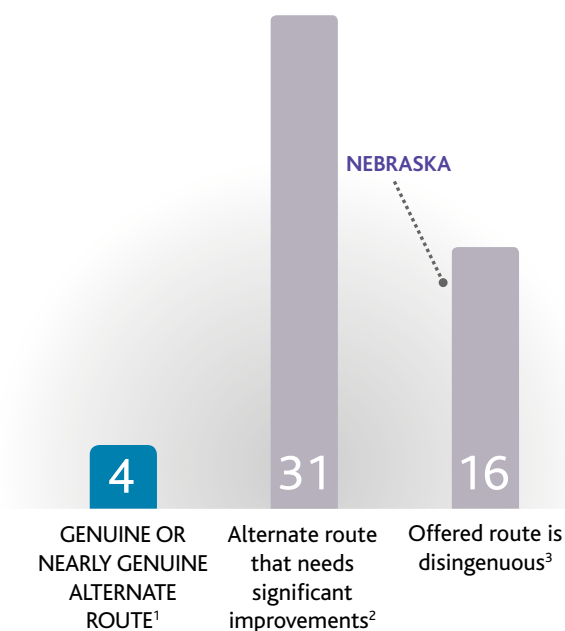 NEBRASKA
4
31
16
GENUINE OR
NEARLY GENUINE
ALTERNATE
ROUTE¹
Alternate route
that needs
significant
improvements²
Offered route is
disingenuous³